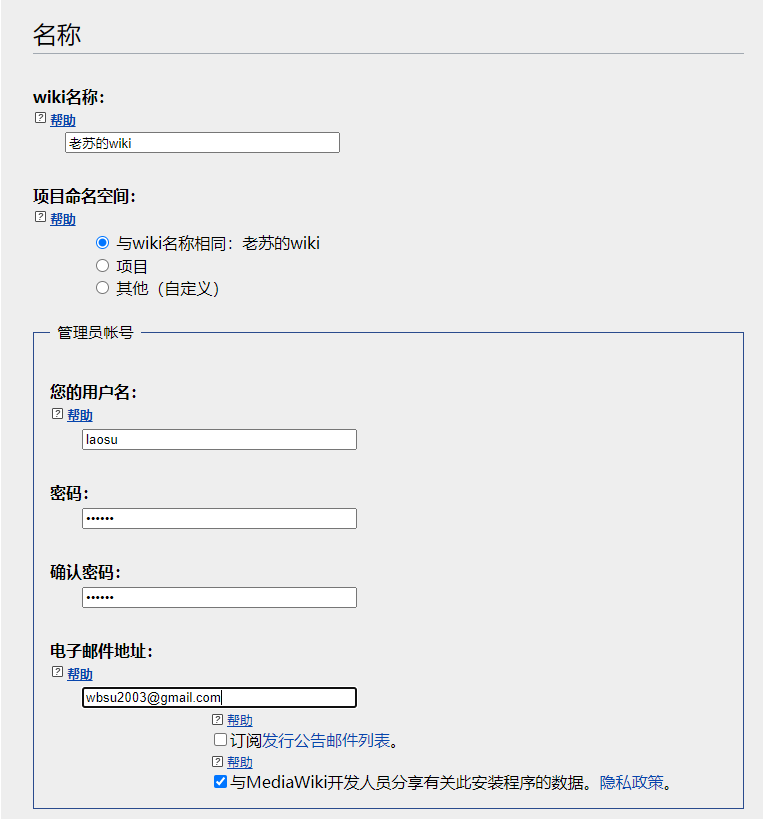 名称
wiki名称：
? 帮助
老苏的wiki
项目命名空间：
? 帮助
与wiki名称相同：老苏的wiki
项目
其他（自定义）
管理员帐号
您的用户名：
? 帮助
laosu
密码：
••••••
确认密码：
••••••
电子邮件地址：
? 帮助
wbsu2003@gmail.com
? 帮助
订阅发行公告邮件列表。
? 帮助
与MediaWiki开发人员分享有关此安装程序的数据。隐私政策。